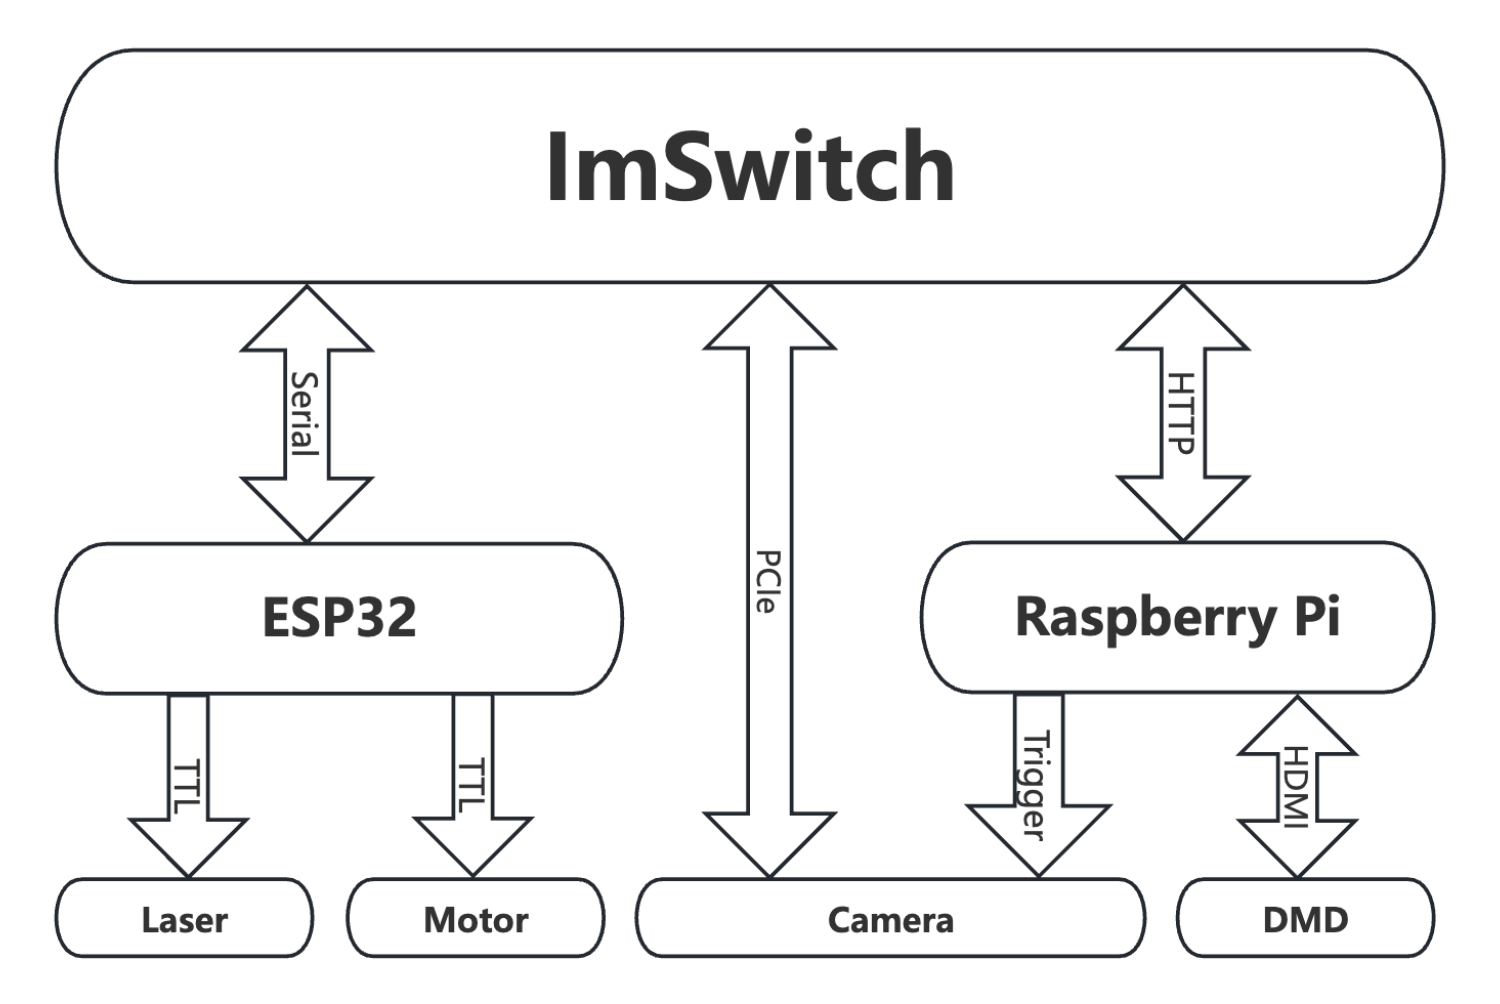 ImSwitch
Serial
PCIe
HTTP
ESP32
Raspberry Pi
TTL
TTL
Trigger
HDMI
Laser
Motor
Camera
DMD